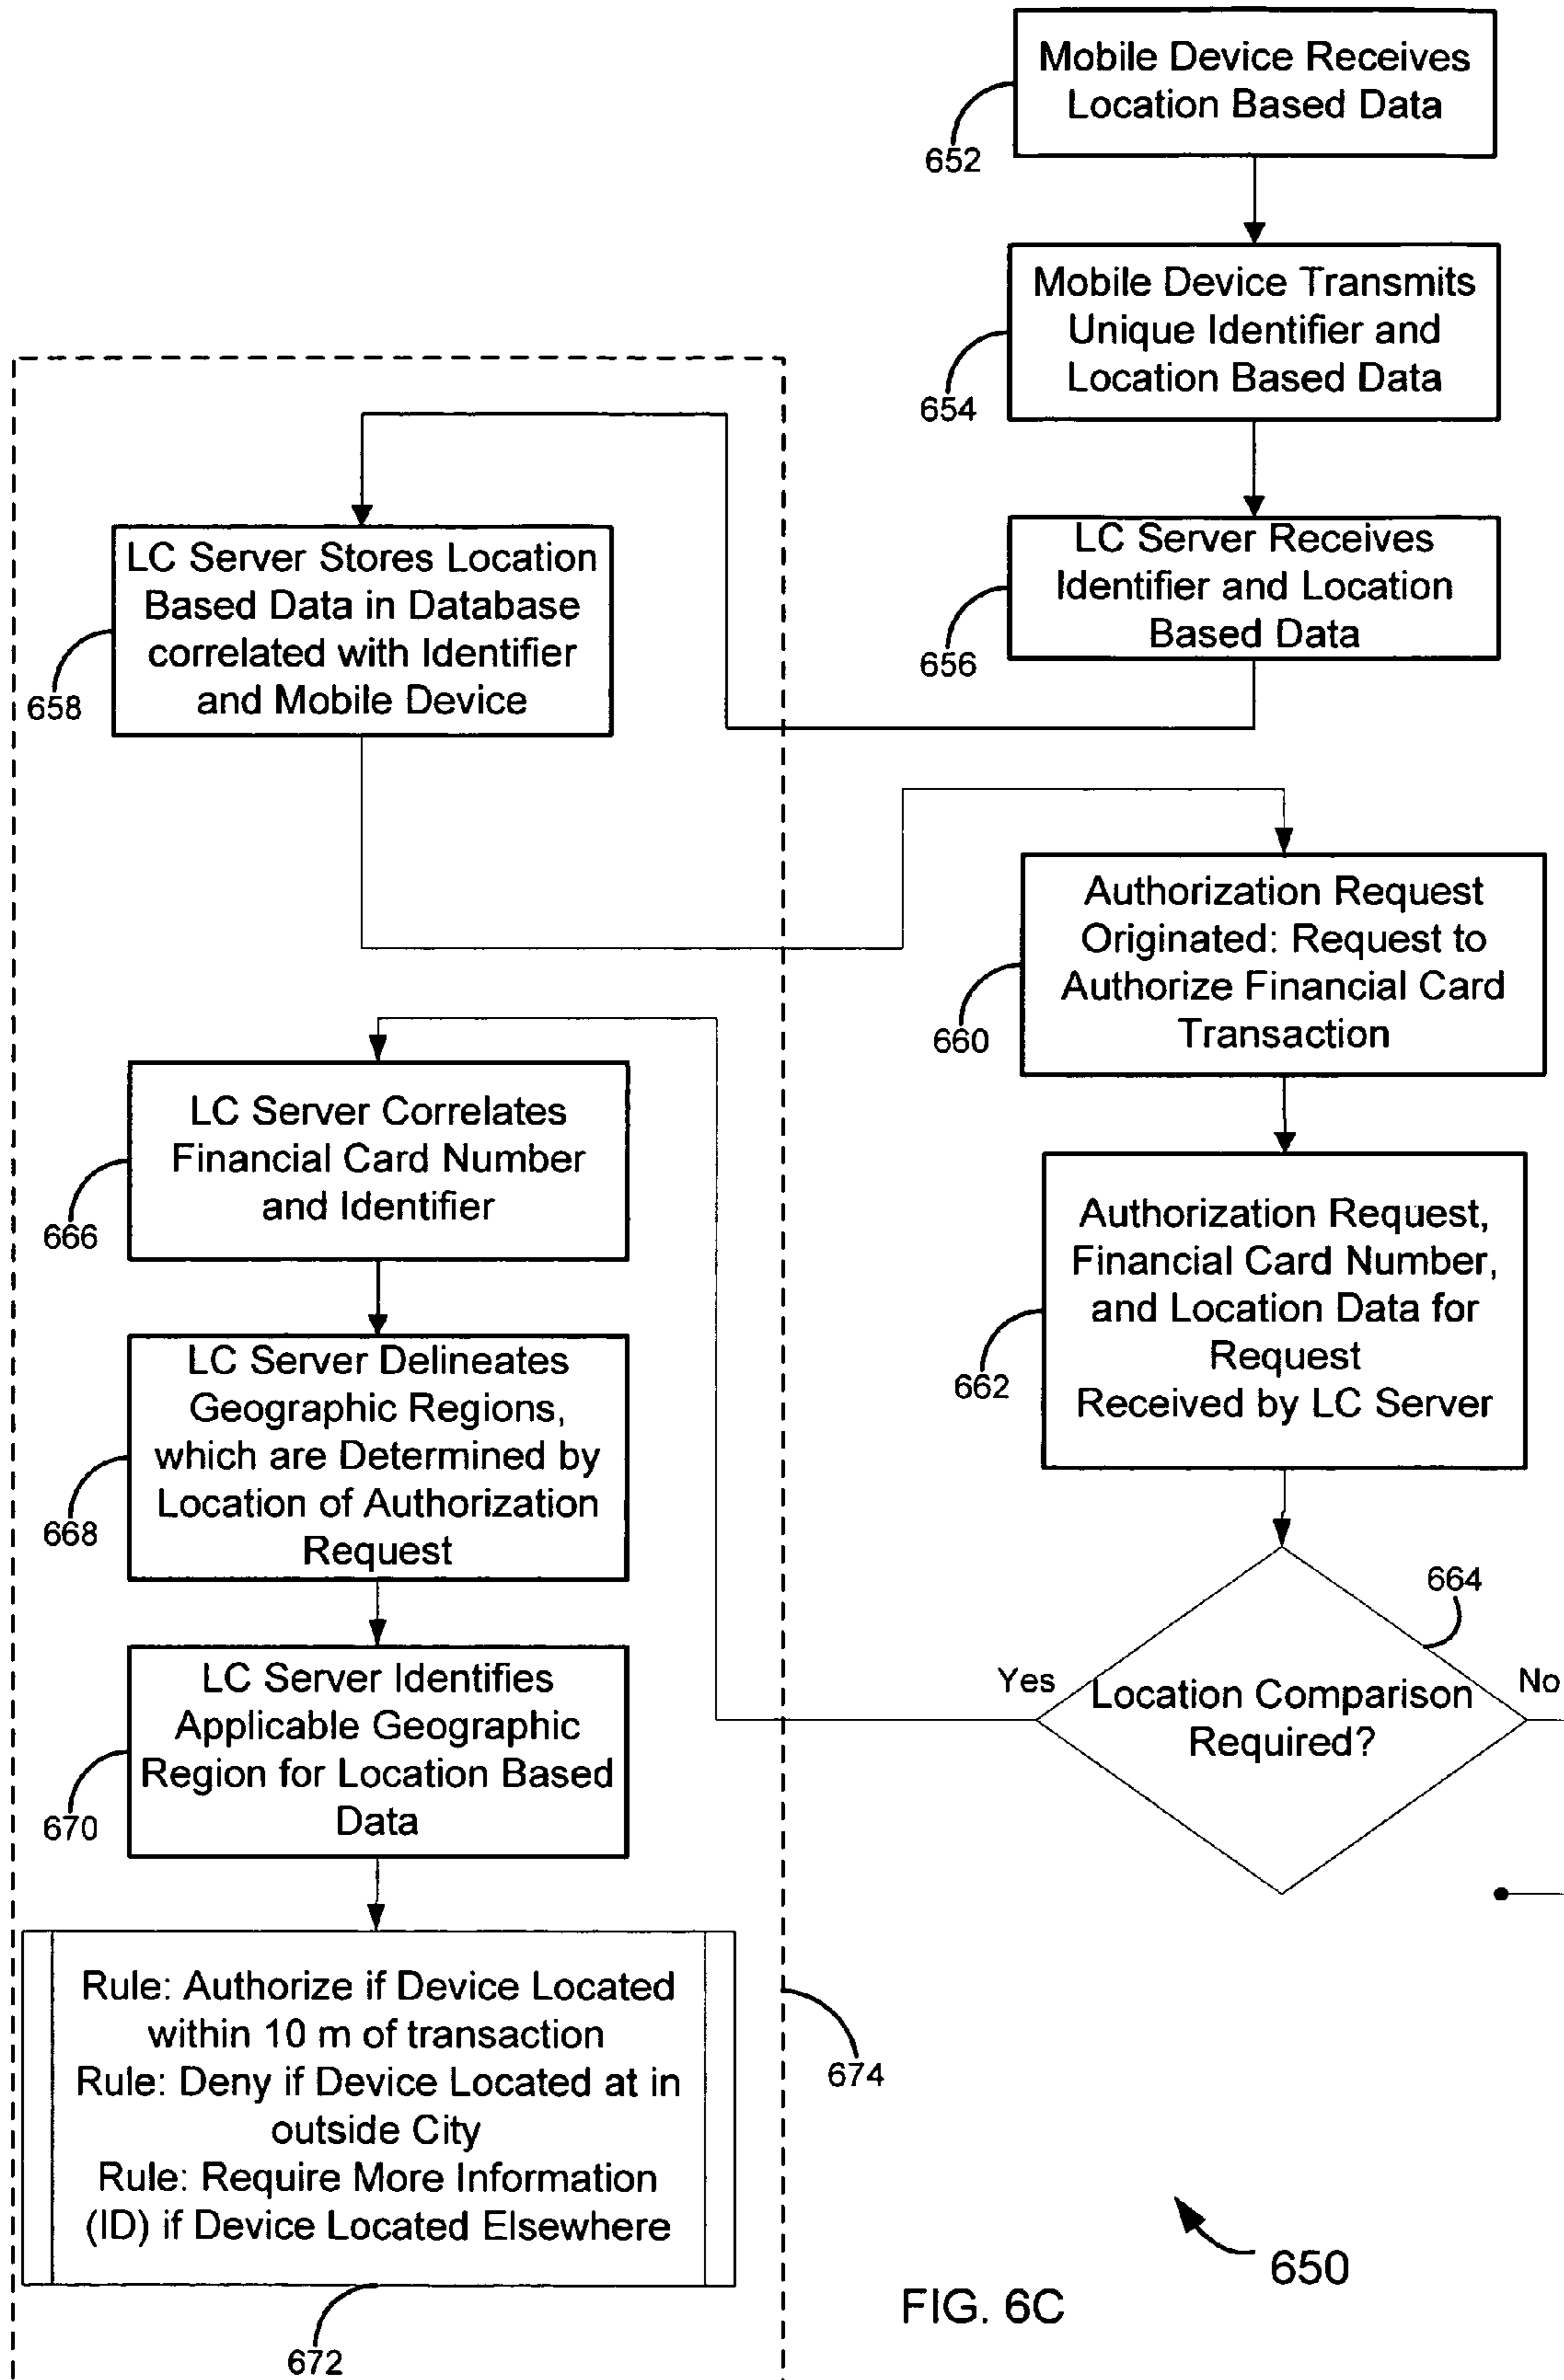 Mobile Device Receives
Location Based Data
652
Mobile Device Transmits
Unique Identifier and
Location Based Data
654
LC Server Receives
Identifier and Location
Based Data
656
LC Server Stores Location
Based Data in Database
correlated with Identifier
and Mobile Device
658
Authorization Request
Originated: Request to
Authorize Financial Card
Transaction
660
Authorization Request,
Financial Card Number,
and Location Data for
Request
Received by LC Server
662
664
Yes
Location Comparison
Required?
No
LC Server Correlates
Financial Card Number
and Identifier
666
LC Server Delineates
Geographic Regions,
which are Determined by
Location of Authorization
Request
668
LC Server Identifies
Applicable Geographic
Region for Location Based
Data
670
Rule: Authorize if Device Located
within 10 m of transaction
Rule: Deny if Device Located at in
outside City
Rule: Require More Information
(ID) if Device Located Elsewhere
672
674
650
FIG. 6C